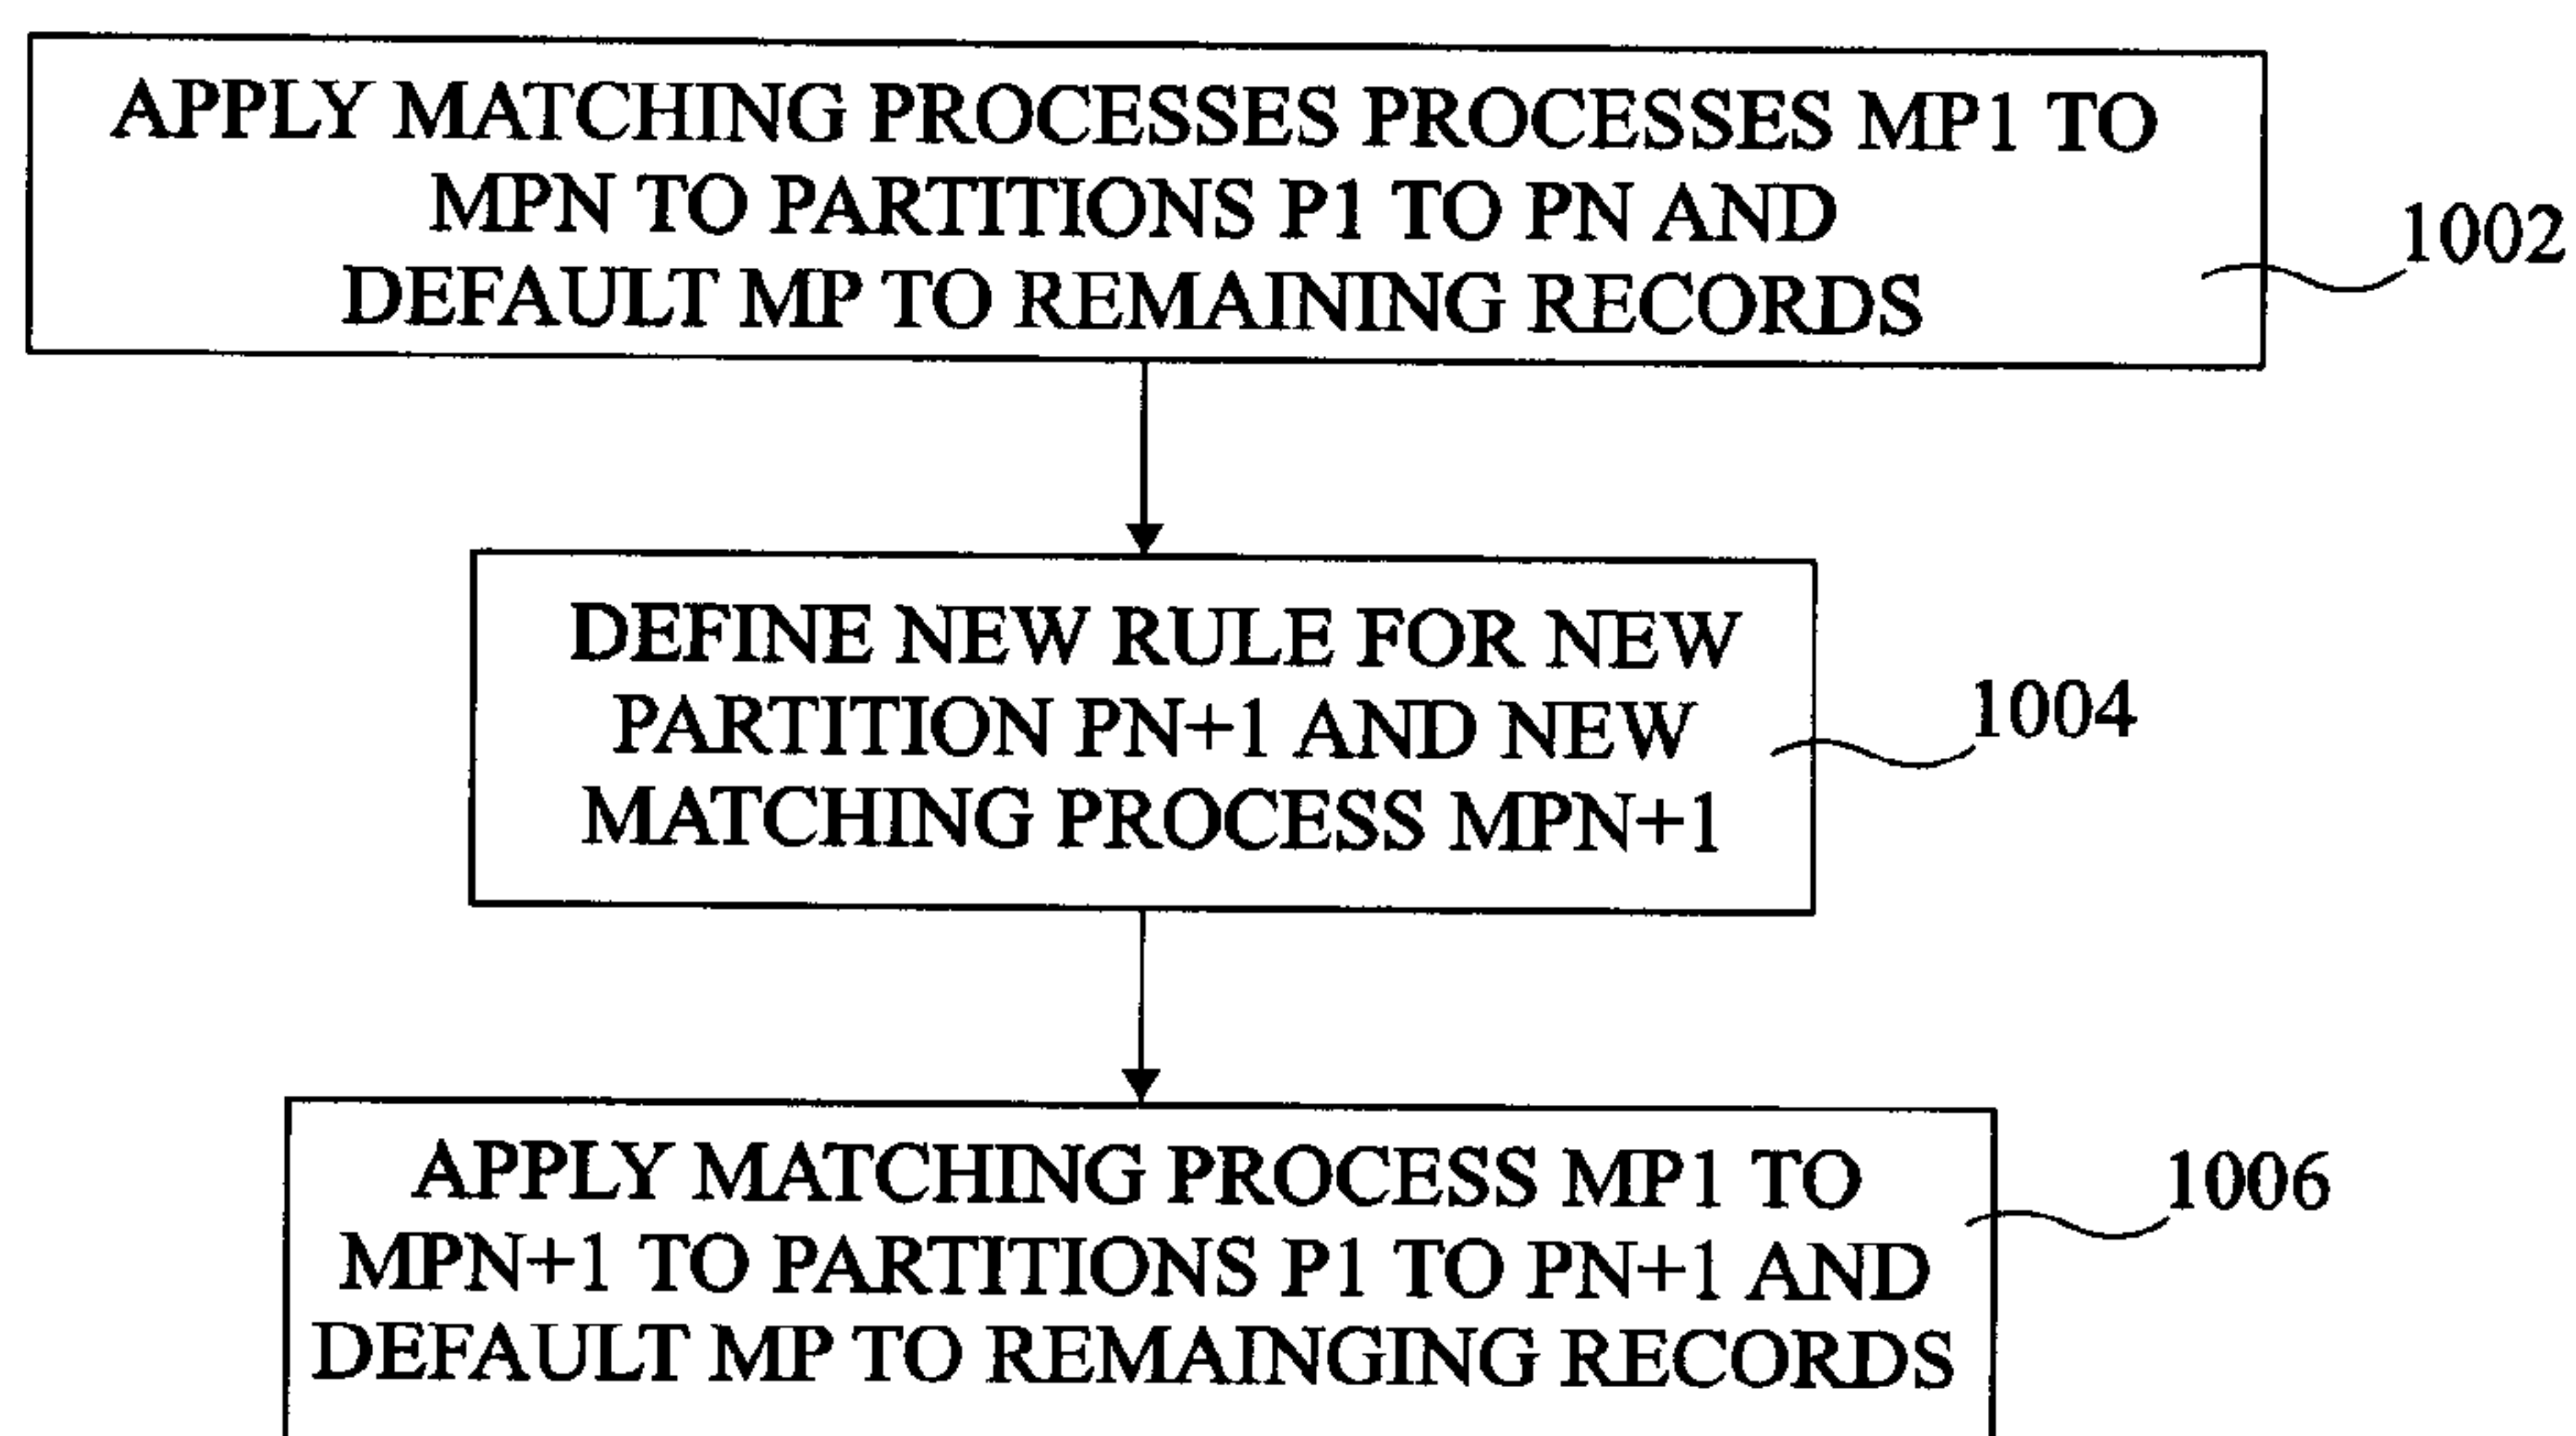 APPLY MATCHING PROCESSES PROCESSES MP1 TO
MPN TO PARTITIONS P1 TO PN AND
DEFAULT MP TO REMAINING RECORDS
1002
DEFINE NEW RULE FOR NEW
PARTITION PN+1 AND NEW
MATCHING PROCESS MPN+1
1004
APPLY MATCHING PROCESS MP1 TO
MPN+1 TO PARTITIONS P1 TO PN+1 AND
DEFAULT MP TO REMAINGING RECORDS
1006